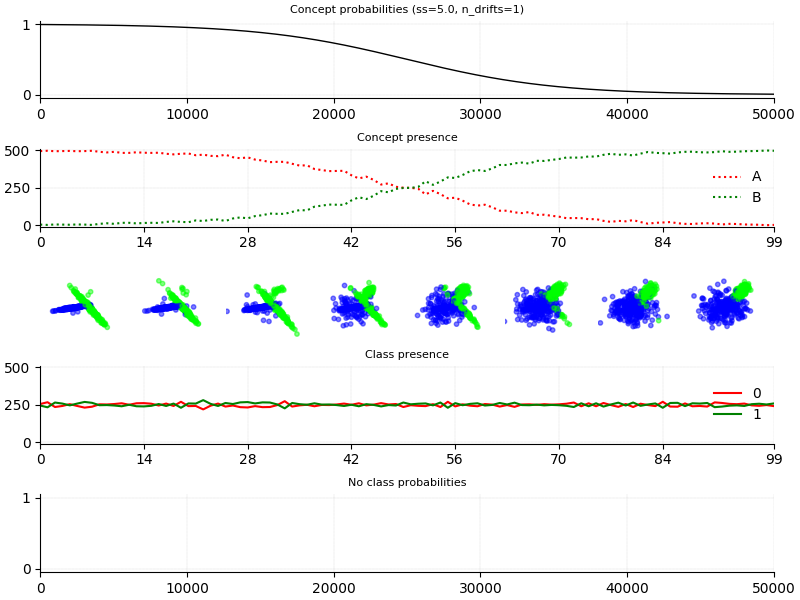 Concept probabilities (ss=5.0, n_drifts=1)
1
0
0 10000 20000 30000 40000 50000
Concept presence
500
250
0
A
B
0 14 28 42 56 70 84 99
Class presence
500
250
0
0
1
0 14 28 42 56 70 84 99
No class probabilities
1
0
0 10000 20000 30000 40000 50000